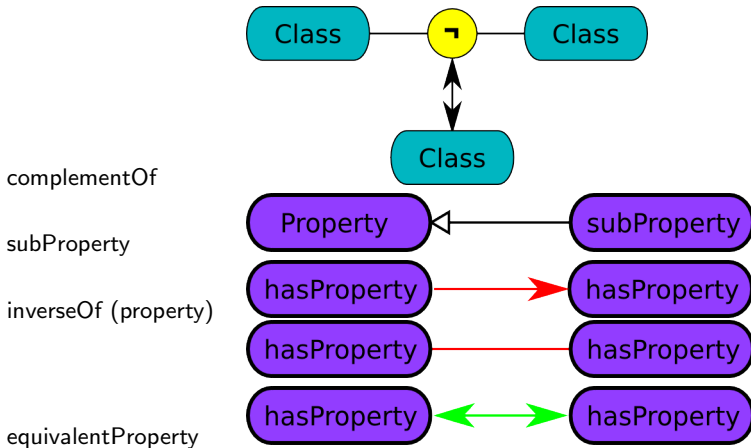 Class ¬ Class
Class
complementOf
Property subProperty
subProperty
hasProperty hasProperty
inverseOf (property)
hasProperty hasProperty
hasProperty hasProperty
equivalentProperty